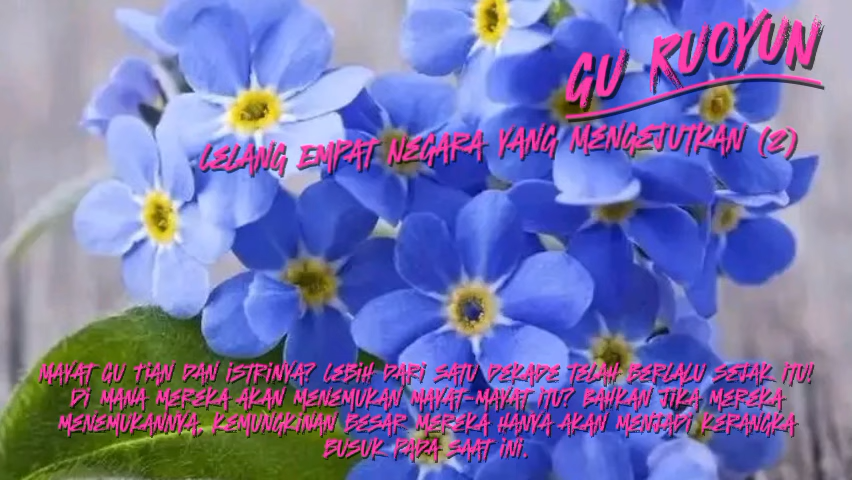 GU RUOYUN
LELANG EMPAT NEGARA YANG MENGEJUTKAN (2)
MAYAT GU TIAN DAN ISTRINYA? LEBIH DARI SATU DEKADE TELAH BERLALU SEJAK ITU!
DI MANA MEREKA AKAN MENEMUKAN MAYAT-MAYAT ITU? BAHKAN JIKA MEREKA
MENEMUKANNYA, KEMUNGKINAN BESAR MEREKA HANYA AKAN MENJADI KERANGKA
BUSUK PADA SAAT INI.